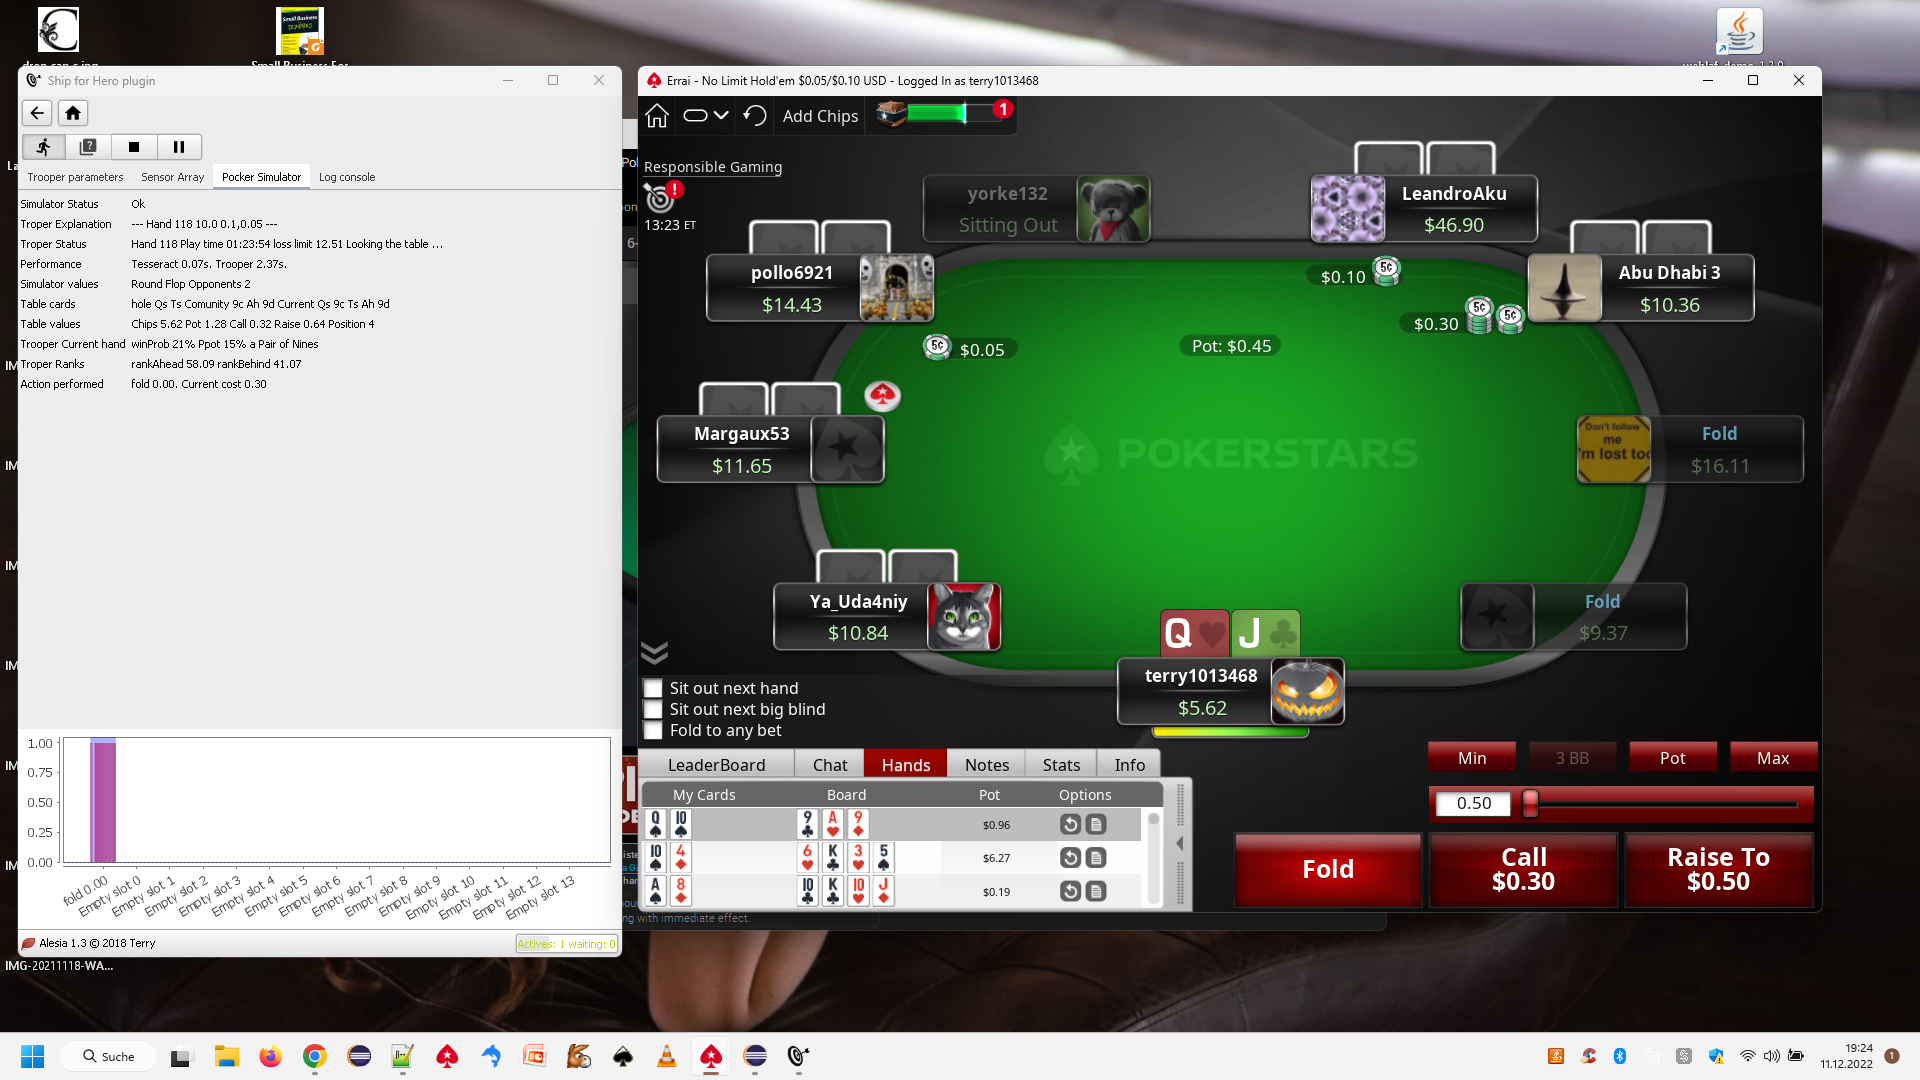 Ship for Hero plugin
Trooper parameters
Sensor Array
Pocker Simulator
Log console
Simulator Status Ok
Troper Explanation --- Hand 118 10.0 0.1,0.05 ---
Troper Status Hand 118 Play time 01:23:54 loss limit 12.51 Looking the table ...
Performance Tesseract 0.07s. Trooper 2.37s.
Simulator values Round Flop Opponents 2
Table cards hole Qs Ts Comunity 9c Ah 9d Current Qs 9c Ts Ah 9d
Table values Chips 5.62 Pot 1.28 Call 0.32 Raise 0.64 Position 4
Trooper Current hand winProb 21% Ppot 15% a Pair of Nines
Troper Ranks rankAhead 58.09 rankBehind 41.07
Action performed fold 0.00. Current cost 0.30
1.00
0.75
0.50
0.25
0.00
fold 0.00
Empty slot 0
Empty slot 1
Empty slot 2
Empty slot 3
Empty slot 4
Empty slot 5
Empty slot 6
Empty slot 7
Empty slot 8
Empty slot 9
Empty slot 10
Empty slot 11
Empty slot 12
Empty slot 13
Alesia 1.3 © 2018 Terry
Actives: 1 waiting: 0
IMG-20211118-WA...
Errai - No Limit Hold'em $0.05/$0.10 USD - Logged In as terry1013468
Add Chips
1
Responsible Gaming
13:23 ET
yorke132
Sitting Out
LeandroAku
$46.90
pollo6921
$14.43
Abu Dhabi 3
$10.36
$0.10
5¢
$0.30
5¢
5¢
5¢
$0.05
Pot: $0.45
Margaux53
$11.65
POKERSTARS
Don't follow
me
'm lost too
Fold
$16.11
Ya_Uda4niy
$10.84
Fold
$9.37
Q J
terry1013468
$5.62
Sit out next hand
Sit out next big blind
Fold to any bet
LeaderBoard
Chat
Hands
Notes
Stats
Info
My Cards Board Pot Options
Q 10 9 A 9 $0.96
10 4 6 K 3 5 $6.27
A 8 10 K 10 J $0.19
Min
3 BB
Pot
Max
0.50
Fold
Call
$0.30
Raise To
$0.50
ng with immediate effect.
Suche
19:24
11.12.2022
1